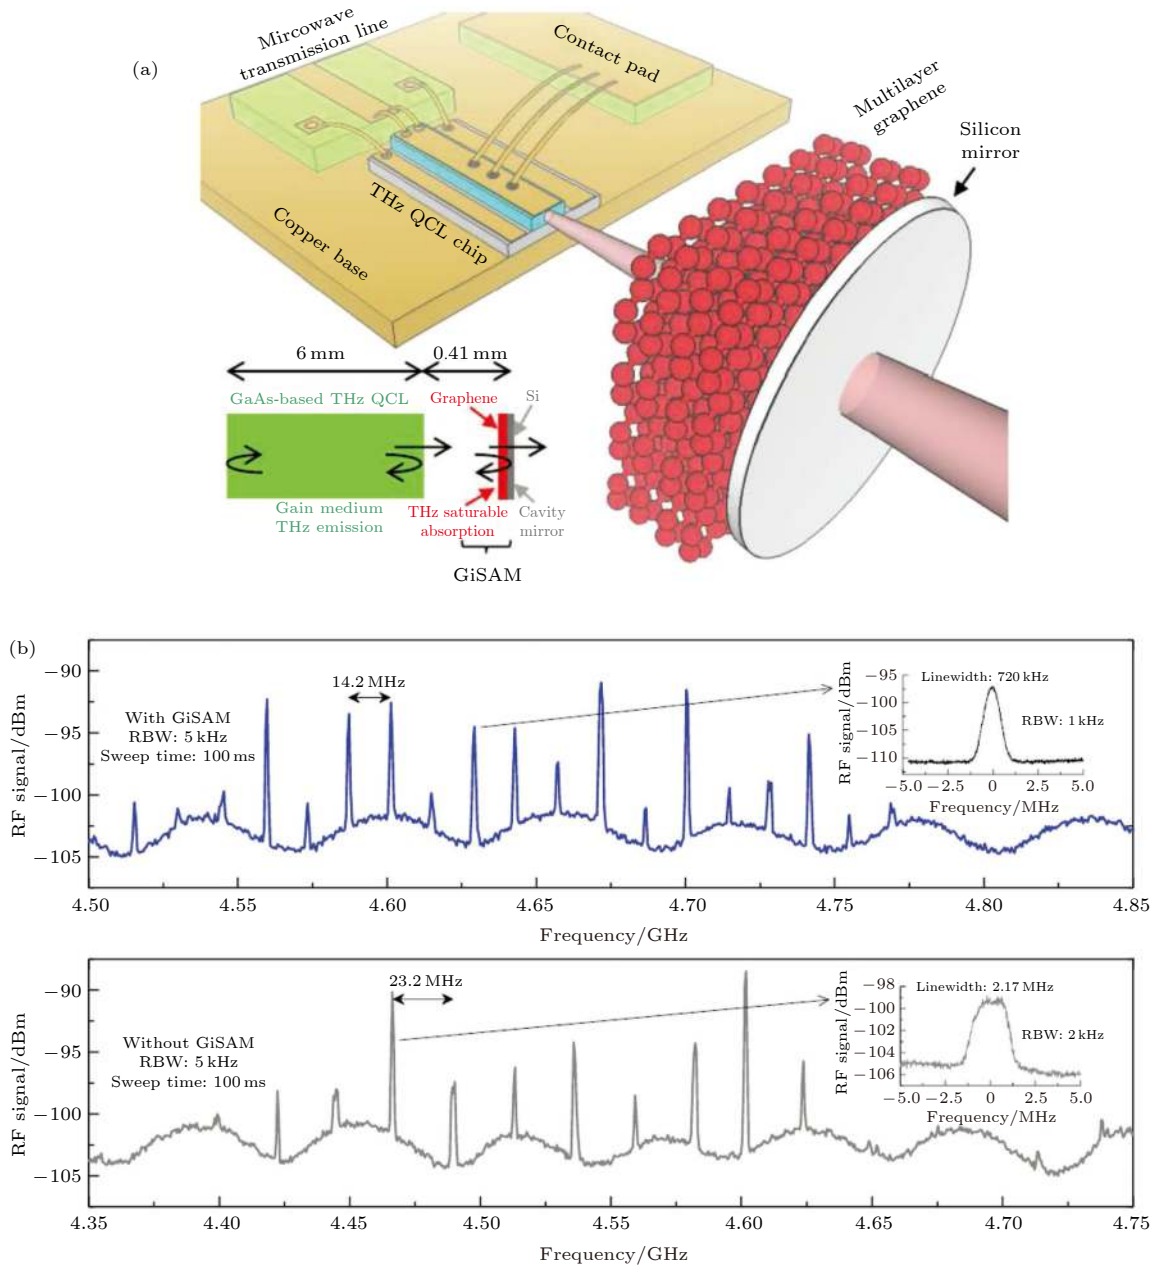 (a)
Mircowave
transmission line
Contact pad
Multilayer
graphene
Silicon
mirror
THz QCL chip
Copper base
6 mm
0.41 mm
GaAs-based THz QCL
Graphene
Si
Gain medium
THz emission
THz saturable
absorption
Cavity
mirror
GiSAM
(b)
RF signal/dBm
−90
−95
−100
−105
With GiSAM
RBW: 5 kHz
Sweep time: 100 ms
14.2 MHz
RF signal/dBm
−95
−100
−105
−110
Linewidth: 720 kHz
RBW: 1 kHz
−5.0 −2.5 0 2.5 5.0
Frequency/MHz
4.50 4.55 4.60 4.65 4.70 4.75 4.80 4.85
Frequency/GHz
RF signal/dBm
−90
−95
−100
−105
Without GiSAM
RBW: 5 kHz
Sweep time: 100 ms
23.2 MHz
RF signal/dBm
−98
−100
−102
−104
−106
Linewidth: 2.17 MHz
RBW: 2 kHz
−5.0 −2.5 0 2.5 5.0
Frequency/MHz
4.35 4.40 4.45 4.50 4.55 4.60 4.65 4.70 4.75
Frequency/GHz